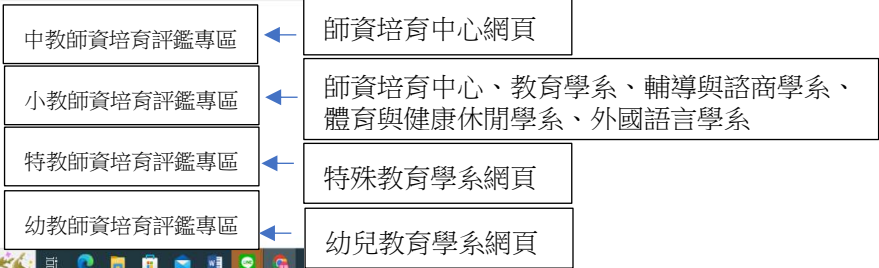 中教師資培育評鑑專區
師資培育中心網頁
小教師資培育評鑑專區
師資培育中心、教育學系、輔導與諮商學系、
體育與健康休閒學系、外國語言學系
特教師資培育評鑑專區
特殊教育學系網頁
幼教師資培育評鑑專區
幼兒教育學系網頁